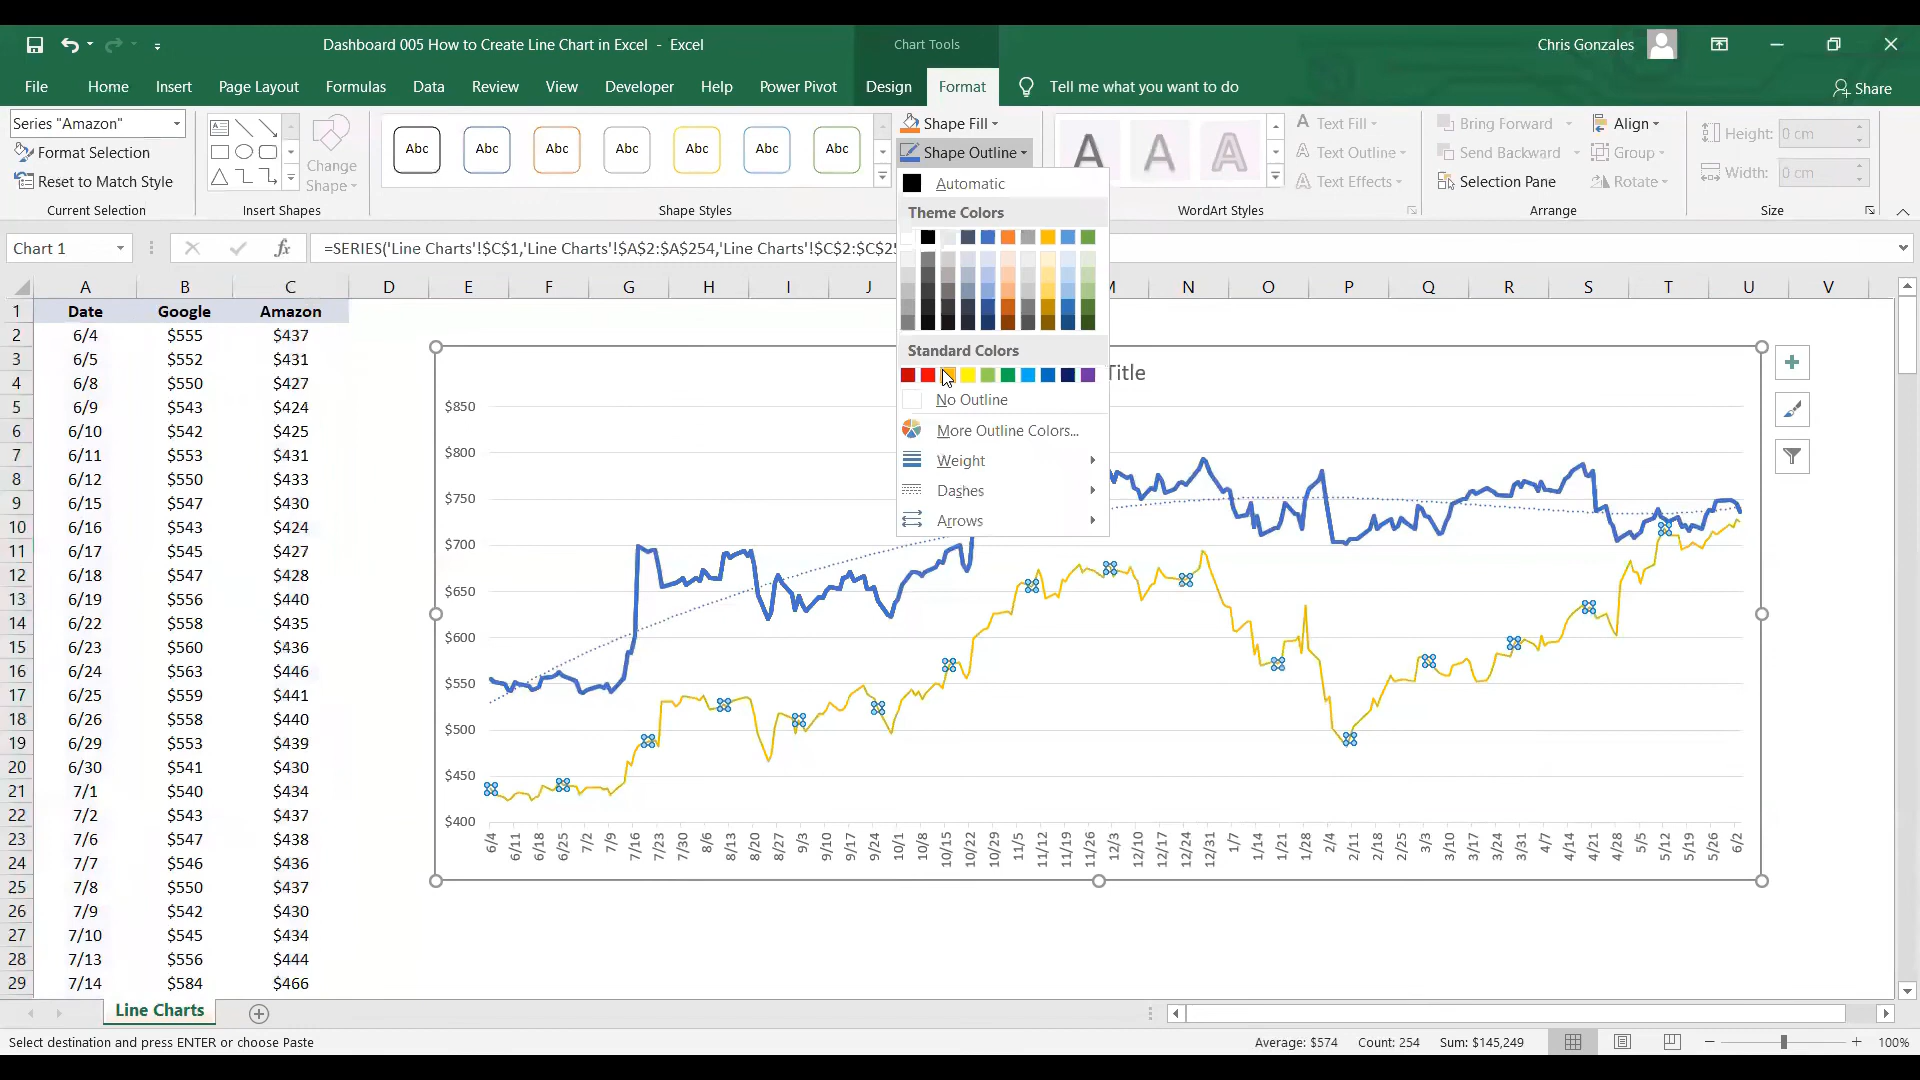 Dashboard 005 How to Create Line Chart in Excel - Excel
Chart Tools
Chris Gonzales
File Home Insert Page Layout Formulas Data Review View Developer Help Power Pivot Design Format Tell me what you want to do Share
Series "Amazon"
Format Selection
Reset to Match Style
Current Selection
Change
Shape
Insert Shapes
Abc Abc Abc Abc Abc Abc Abc
Shape Styles
Shape Fill
Shape Outline
A A A
Text Fill
Text Outline
Text Effects
WordArt Styles
Bring Forward
Send Backward
Selection Pane
Align
Group
Rotate
Arrange
Height: 0 cm
Width: 0 cm
Size
Automatic
Theme Colors
Standard Colors
No Outline
More Outline Colors...
Weight
Dashes
Arrows
Chart 1
fx
=SERIES('Line Charts'!$C$1,'Line Charts'!$A$2:$A$254,'Line Charts'!$C$2:$C$25
A B C D E F G H I J M N O P Q R S T U V
1 Date Google Amazon
2 6/4 $555 $437
3 6/5 $552 $431
4 6/8 $550 $427
5 6/9 $543 $424
6 6/10 $542 $425
7 6/11 $553 $431
8 6/12 $550 $433
9 6/15 $547 $430
10 6/16 $543 $424
11 6/17 $545 $427
12 6/18 $547 $428
13 6/19 $556 $440
14 6/22 $558 $435
15 6/23 $560 $436
16 6/24 $563 $446
17 6/25 $559 $441
18 6/26 $558 $440
19 6/29 $553 $439
20 6/30 $541 $430
21 7/1 $540 $434
22 7/2 $543 $437
23 7/6 $547 $438
24 7/7 $546 $436
25 7/8 $550 $437
26 7/9 $542 $430
27 7/10 $545 $434
28 7/13 $556 $444
29 7/14 $584 $466
Title
$850
$800
$750
$700
$650
$600
$550
$500
$450
$400
6/4 6/11 6/18 6/25 7/2 7/9 7/16 7/23 7/30 8/6 8/13 8/20 8/27 9/3 9/10 9/17 9/24 10/1 10/8 10/15 10/22 10/29 11/5 11/12 11/19 11/26 12/3 12/10 12/17 12/24 12/31 1/7 1/14 1/21 1/28 2/4 2/11 2/18 2/25 3/3 3/10 3/17 3/24 3/31 4/7 4/14 4/21 4/28 5/5 5/12 5/19 5/26 6/2
Line Charts
Select destination and press ENTER or choose Paste
Average: $574 Count: 254 Sum: $145,249 100%